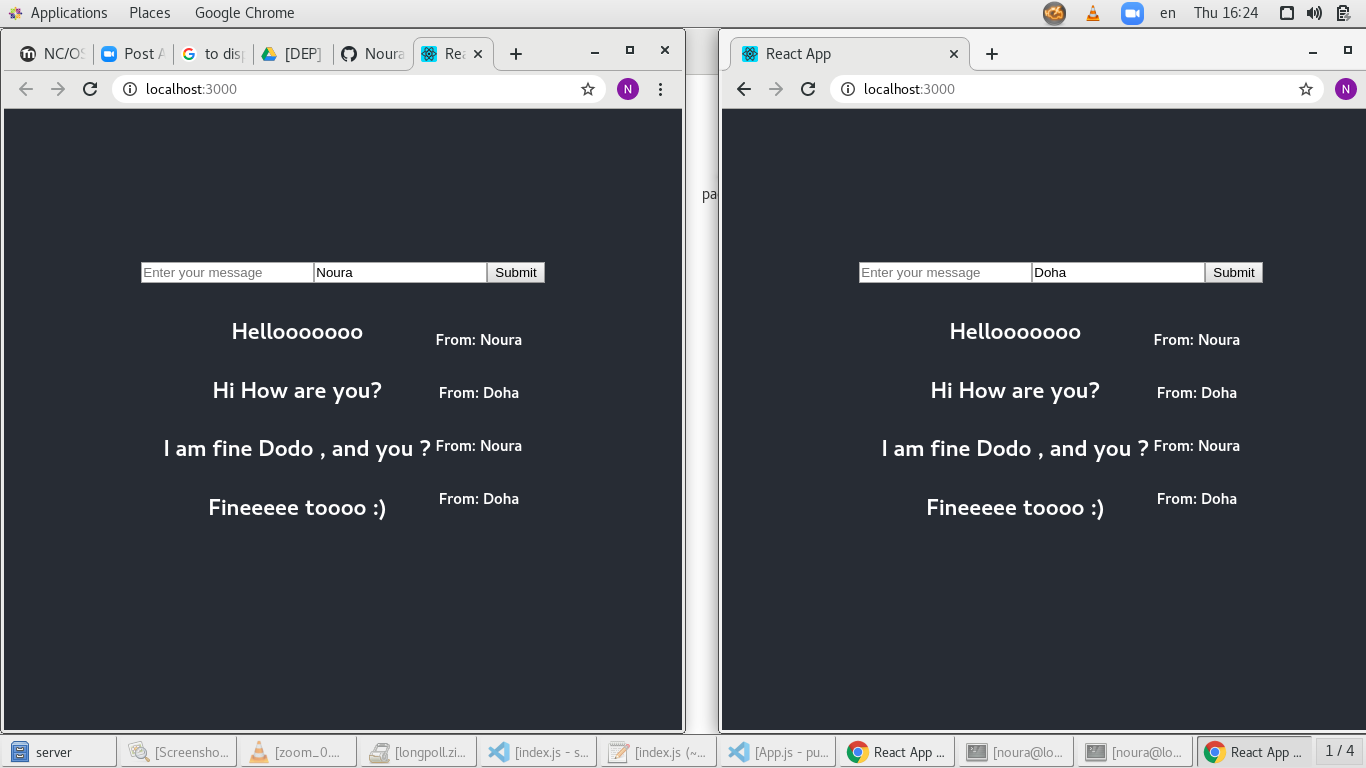 Applications Places Google Chrome en Thu 16:24
NC/OS Post A to disp [DEP] Noura Rea
localhost:3000 N
Enter your message Noura Submit
Hellooooooo From: Noura
Hi How are you? From: Doha
I am fine Dodo , and you ? From: Noura
Fineeeee toooo :) From: Doha
pa
React App
localhost:3000 N
Enter your message Doha Submit
Hellooooooo From: Noura
Hi How are you? From: Doha
I am fine Dodo , and you ? From: Noura
Fineeeee toooo :) From: Doha
server [Screensho... [zoom_0.... [longpoll.zi... [index.js - s... [index.js (~... [App.js - pu... React App ... [noura@lo... [noura@lo... React App ... 1 / 4